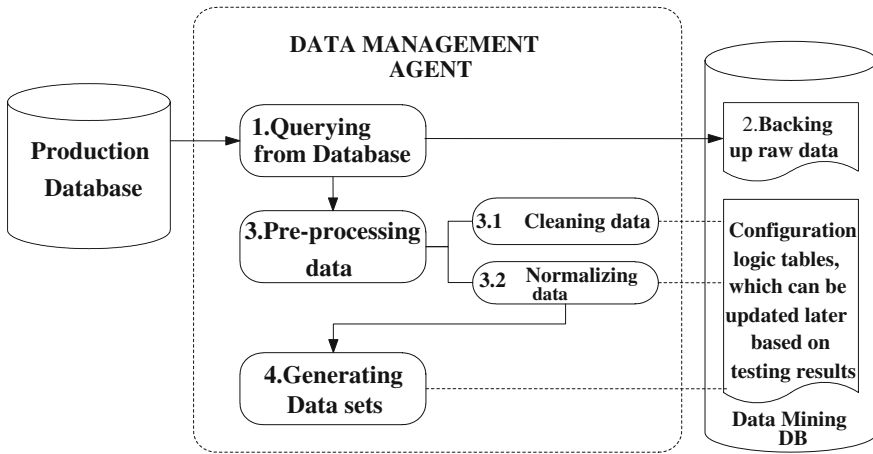 DATA MANAGEMENT
AGENT
Production
Database
1.Querying
from Database
2.Backing
up raw data
3.Pre-processing
data
3.1 Cleaning data
3.2 Normalizing
data
4.Generating
Data sets
Configuration
logic tables,
which can be
updated later
based on
testing results
Data Mining
DB